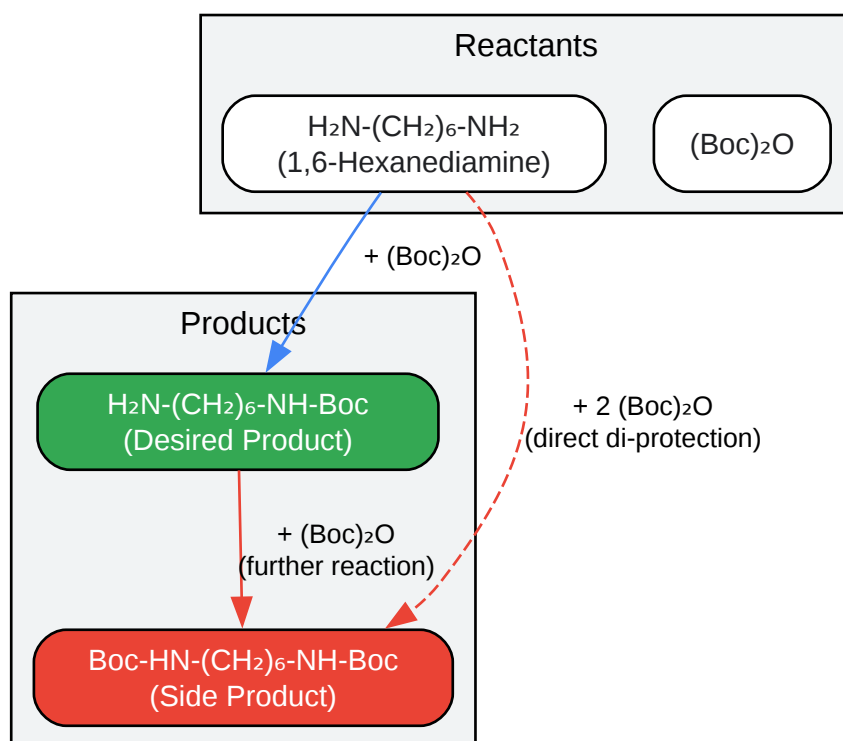 Reactants
H₂N-(CH₂)₆-NH₂
(1,6-Hexanediamine)
(Boc)₂O
+ (Boc)₂O
Products
H₂N-(CH₂)₆-NH-Boc
(Desired Product)
+ 2 (Boc)₂O
(direct di-protection)
+ (Boc)₂O
(further reaction)
Boc-HN-(CH₂)₆-NH-Boc
(Side Product)